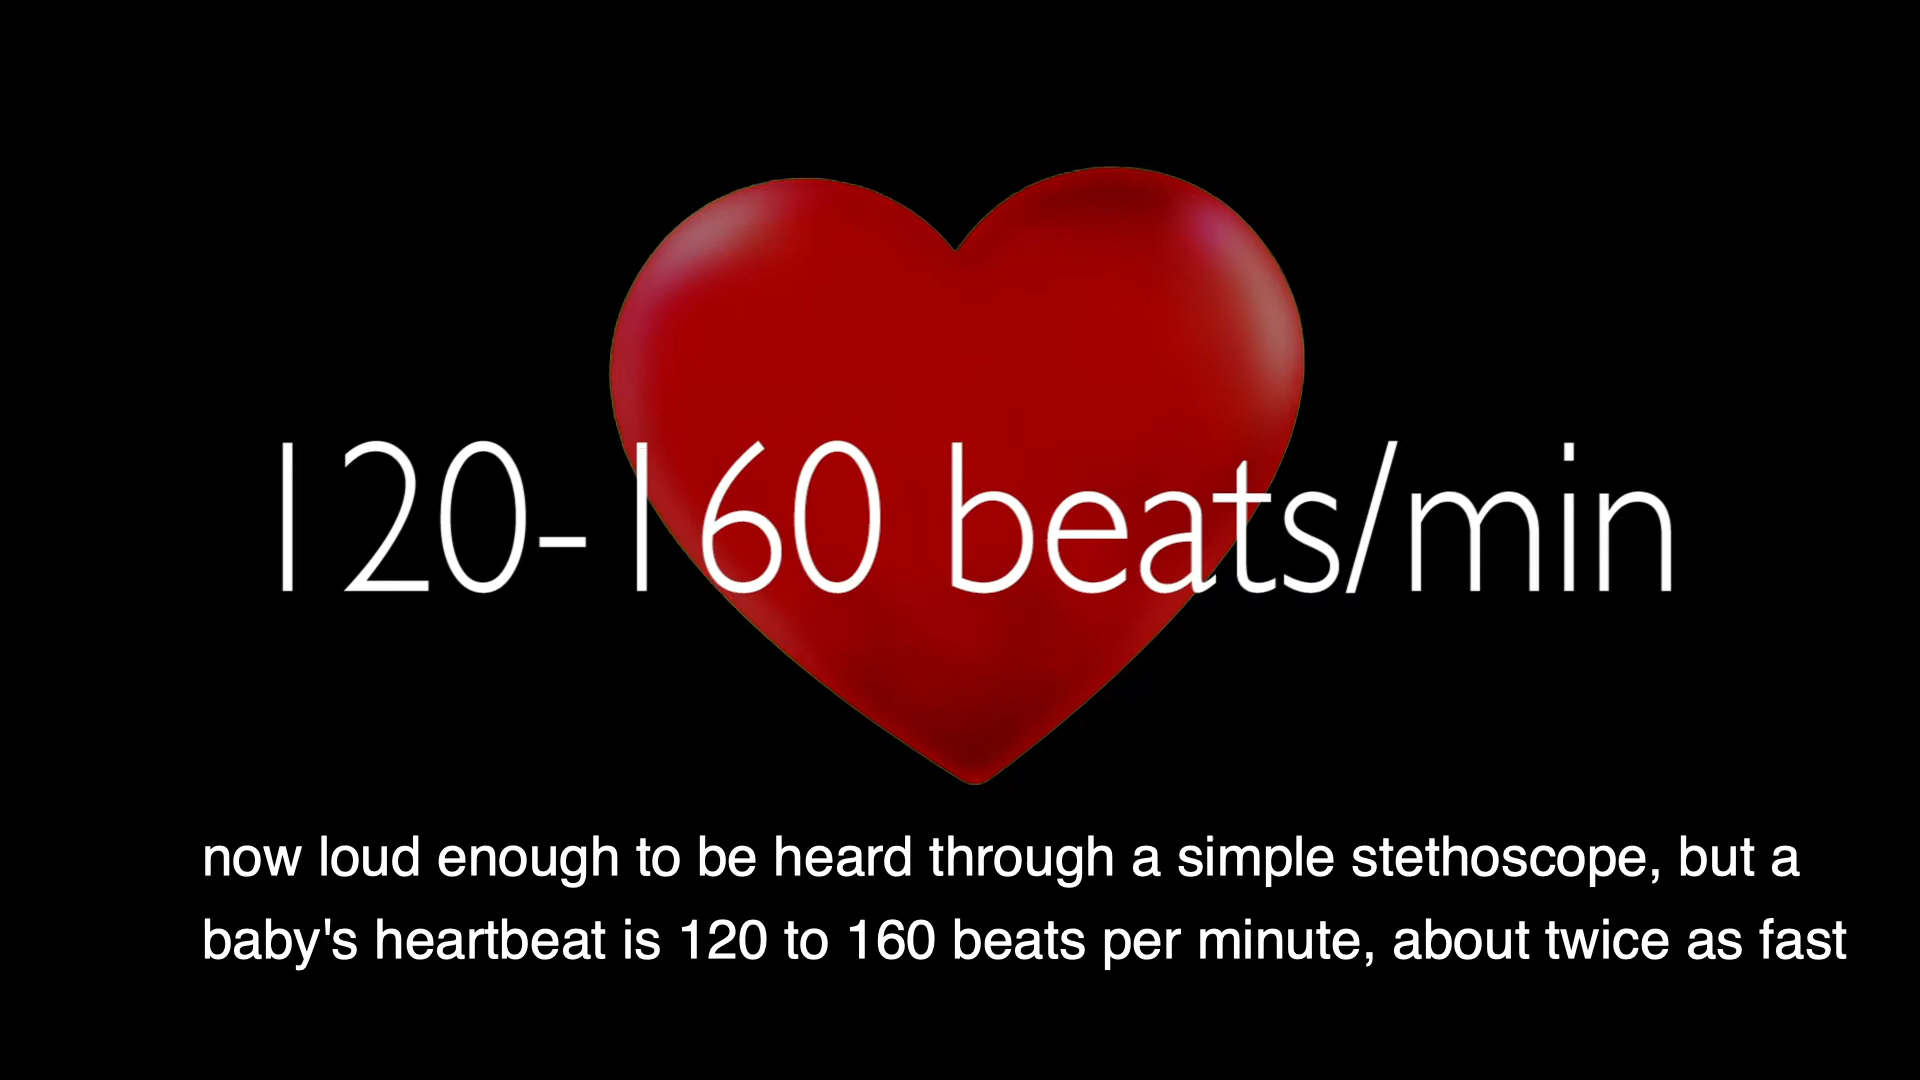 120-160 beats/min
now loud enough to be heard through a simple stethoscope, but a
baby's heartbeat is 120 to 160 beats per minute, about twice as fast